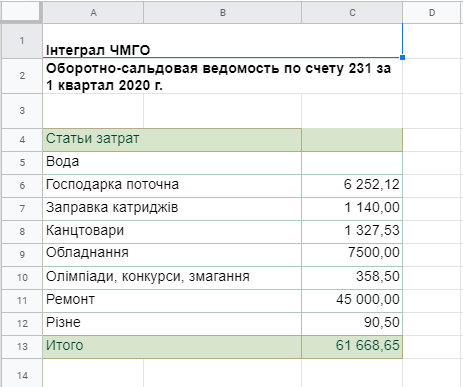 A B C D
1 Інтеграл ЧМГО
2 Оборотно-сальдовая ведомость по счету 231 за
1 квартал 2020 г.
3
4 Статьи затрат
5 Вода
6 Господарка поточна 6 252,12
7 Заправка катриджів 1 140,00
8 Канцтовари 1 327,53
9 Обладнання 7500,00
10 Олімпіади, конкурси, змагання 358,50
11 Ремонт 45 000,00
12 Різне 90,50
13 Итого 61 668,65
14